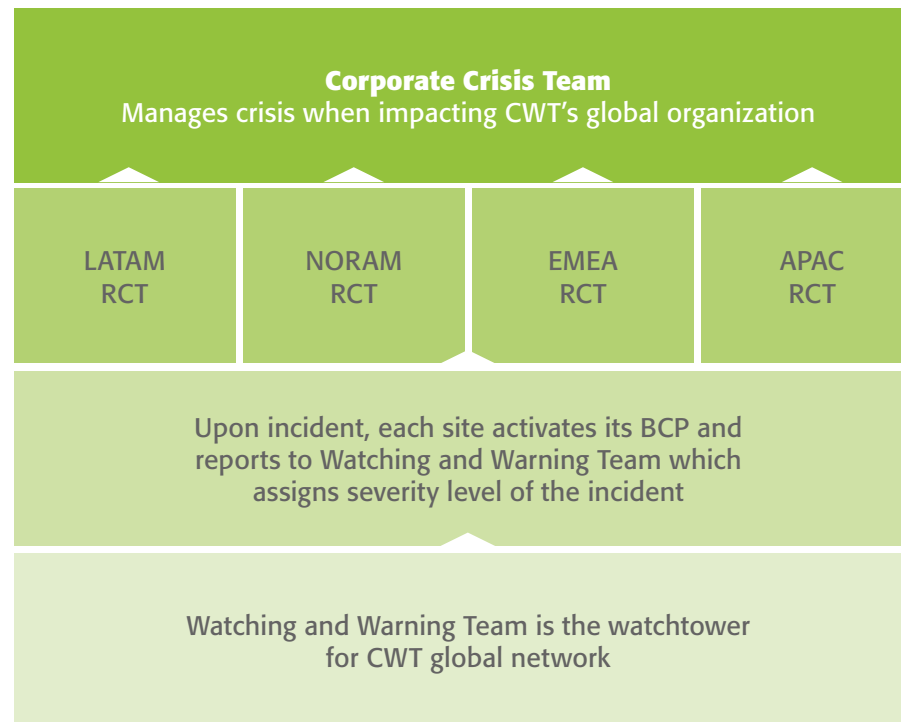 Corporate Crisis Team
Manages crisis when impacting CWT's global organization
LATAM
RCT
NORAM
RCT
EMEA
RCT
APAC
RCT
Upon incident, each site activates its BCP and
reports to Watching and Warning Team which
assigns severity level of the incident
Watching and Warning Team is the watchtower
for CWT global network